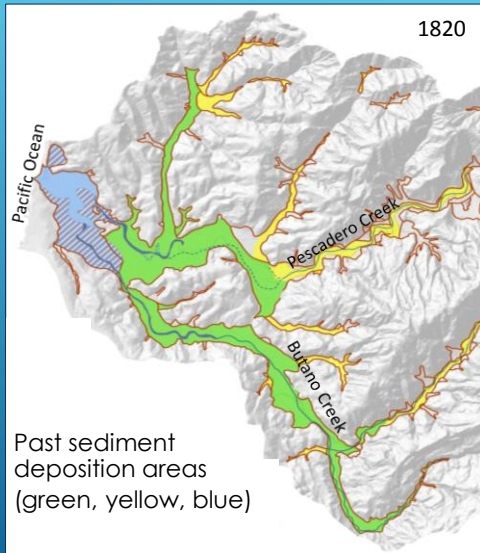 1820
Pacific Ocean
Pescadero Creek
Butano Creek
Past sediment
deposition areas
(green, yellow, blue)